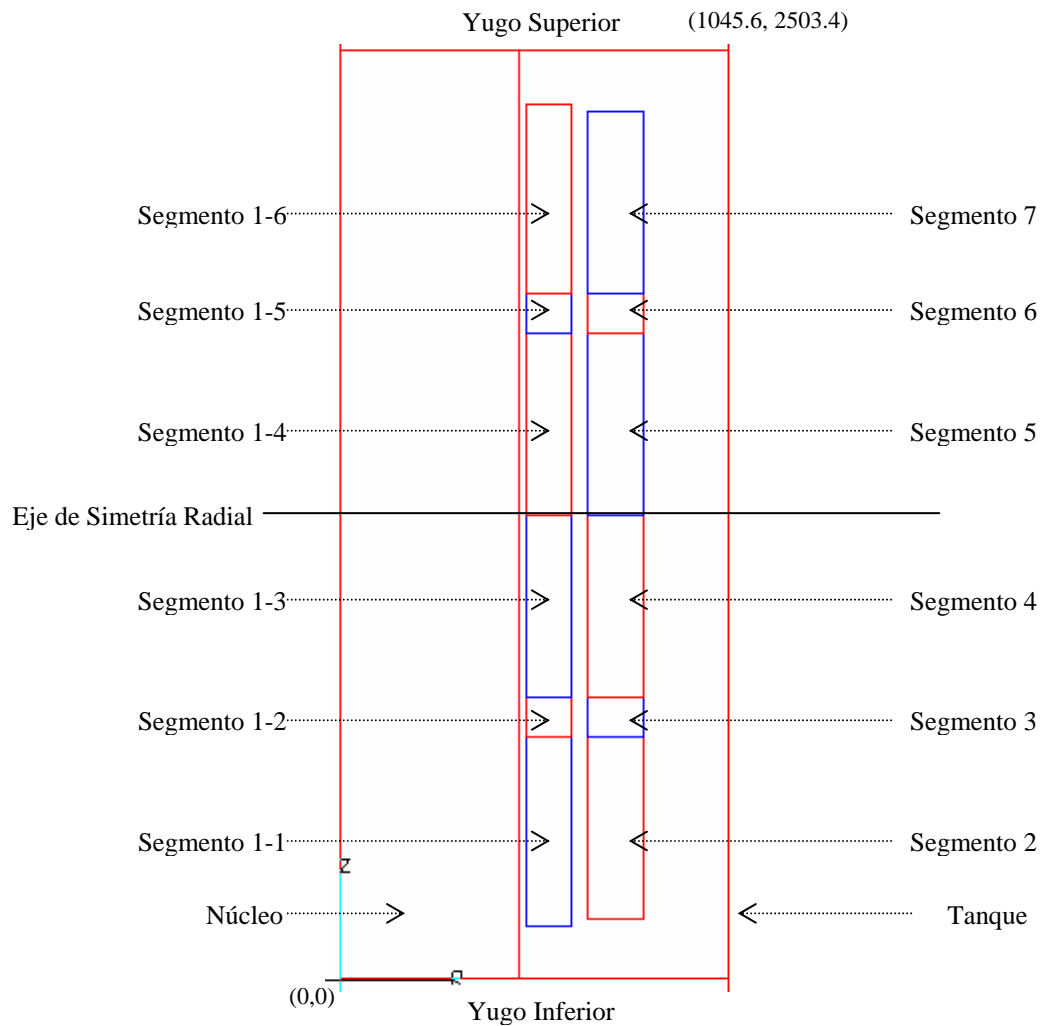 Yugo Superior (1045.6, 2503.4)
Segmento 1-6 Segmento 7
Segmento 1-5 Segmento 6
Segmento 1-4 Segmento 5
Eje de Simetría Radial
Segmento 1-3 Segmento 4
Segmento 1-2 Segmento 3
Segmento 1-1 Segmento 2
Z
Núcleo Tanque
(0,0)
Yugo Inferior